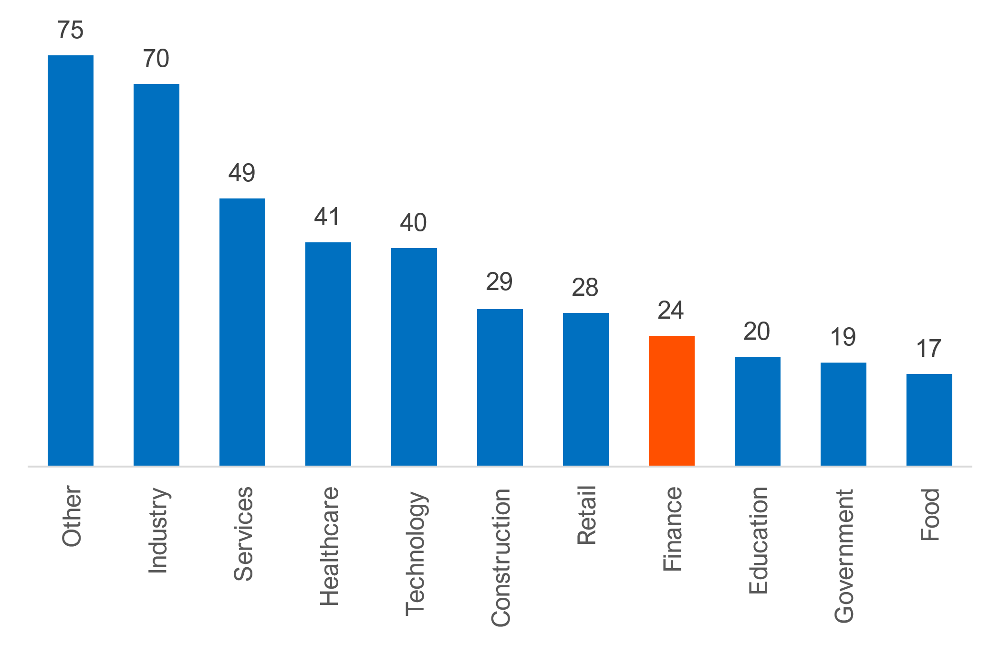 75
70
49
41
40
29
28
24
20
19
17
Other
Industry
Services
Healthcare
Technology
Construction
Retail
Finance
Education
Government
Food